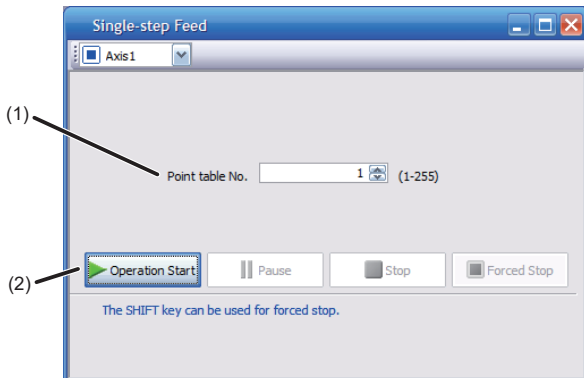 Single-step Feed
Axis1
(1)
Point table No. 1 (1-255)
(2)
Operation Start Pause Stop Forced Stop
The SHIFT key can be used for forced stop.